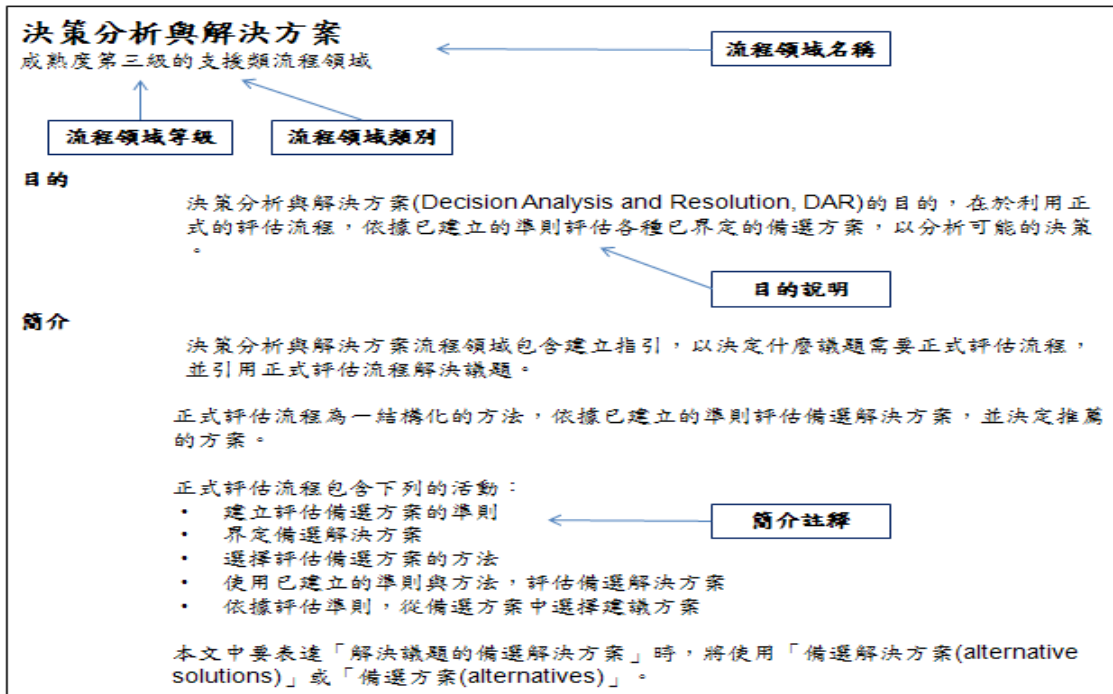 決策分析與解決方案
流程領域名稱
成熟度第三級的支援類流程領域
流程領域等級
流程領域類別
目的
決策分析與解決方案(Decision Analysis and Resolution, DAR)的目的，在於利用正
式的評估流程，依據已建立的準則評估各種已界定的備選方案，以分析可能的決策
。
目的說明
簡介
決策分析與解決方案流程領域包含建立指引，以決定什麼議題需要正式評估流程，
並引用正式評估流程解決議題。
正式評估流程為一結構化的方法，依據已建立的準則評估備選解決方案，並決定推薦
的方案。
正式評估流程包含下列的活動：
• 建立評估備選方案的準則
簡介註釋
• 界定備選解決方案
• 選擇評估備選方案的方法
• 使用已建立的準則與方法，評估備選解決方案
• 依據評估準則，從備選方案中選擇建議方案
本文中要表達「解決議題的備選解決方案」時，將使用「備選解決方案(alternative
solutions)」或「備選方案(alternatives)」。